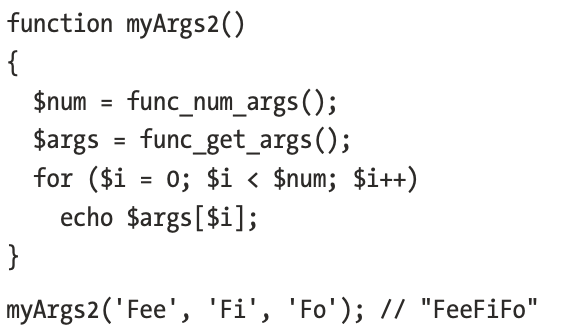 function myArgs2()
{
  $num = func_num_args();
  $args = func_get_args();
  for ($i = 0; $i < $num; $i++)
    echo $args[$i];
}
myArgs2('Fee', 'Fi', 'Fo'); // "FeeFiFo"